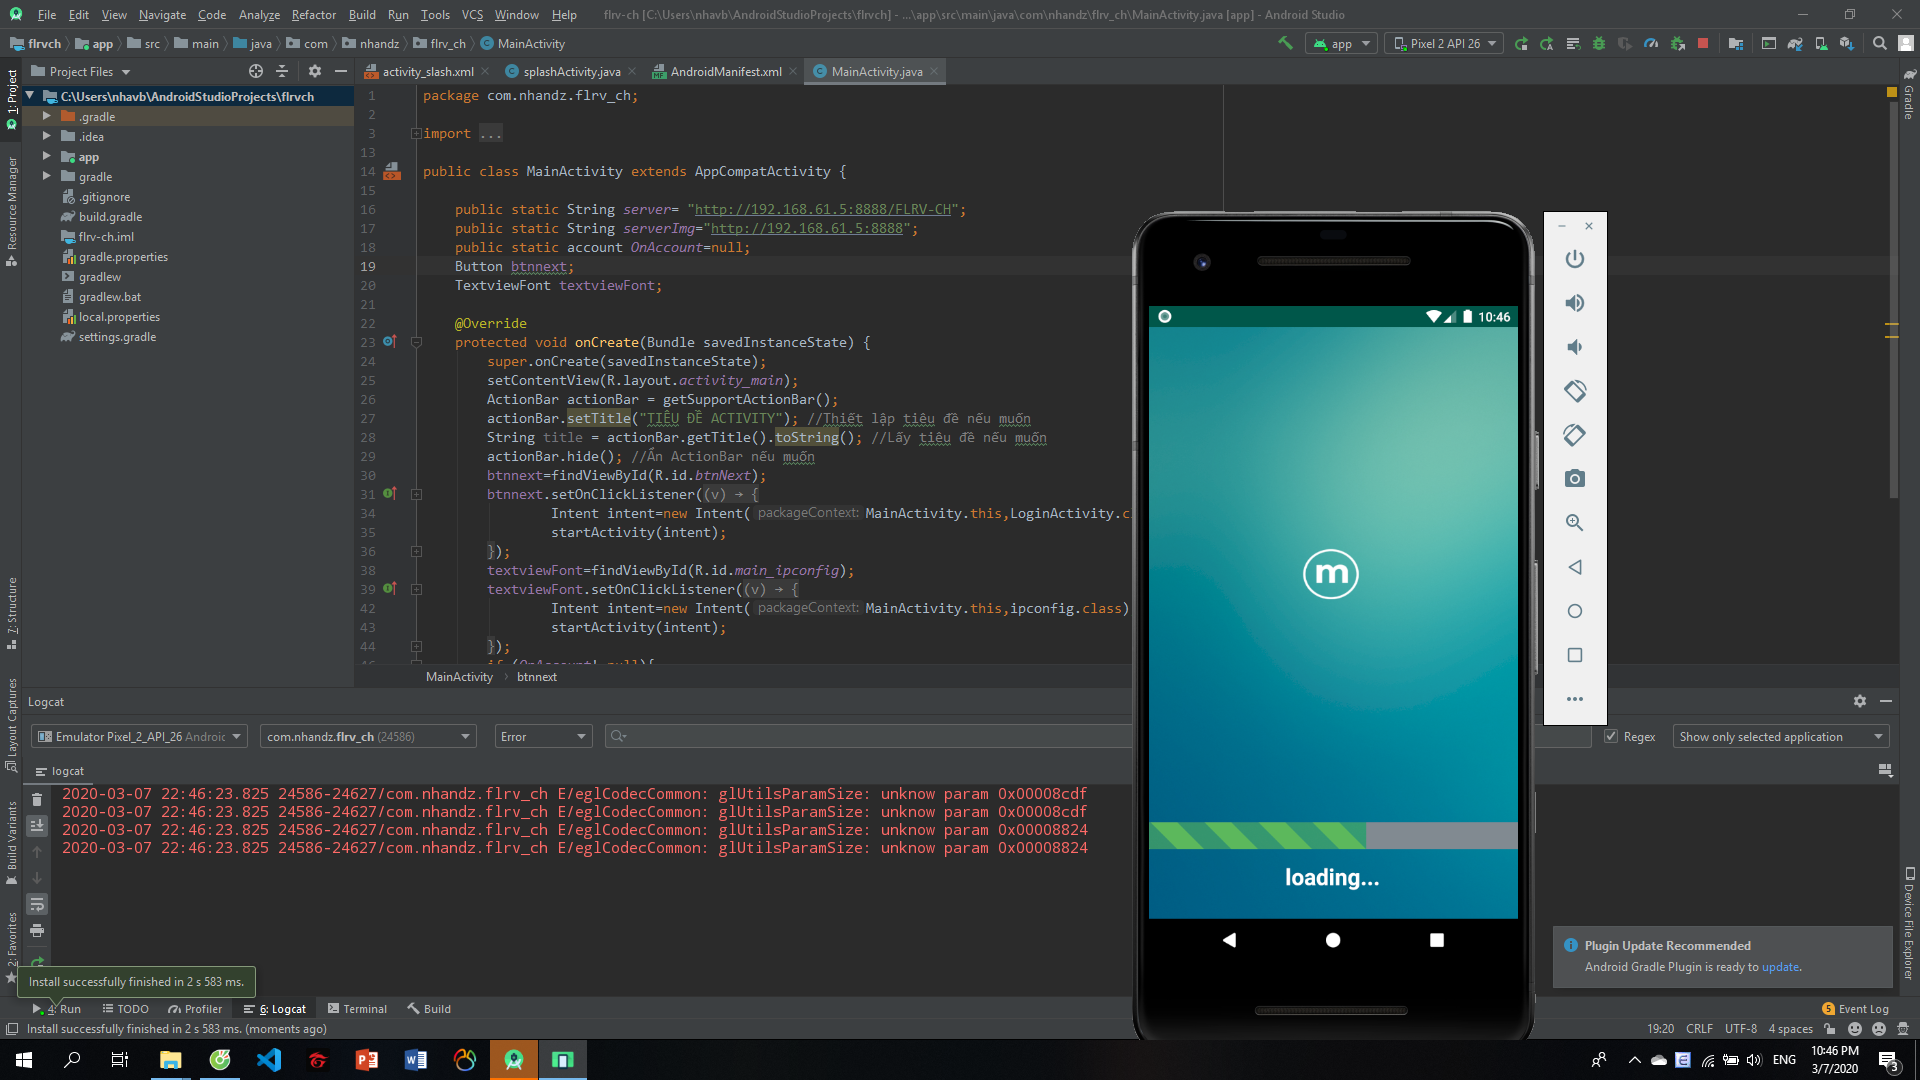 File Edit View Navigate Code Analyze Refactor Build Run Tools VCS Window Help flrv-ch [C:\Users\nhavb\AndroidStudioProjects\flrvch] - ...\app\src\main\java\com\nhandz\flrv_ch\MainActivity.java [app] - Android Studio
flrvch app src main java com nhandz flrv_ch MainActivity app Pixel 2 API 26
Project Files activity_slash.xml splashActivity.java AndroidManifest.xml MainActivity.java
1: Project
Resource Manager
7: Structure
Layout Captures
Build Variants
2: Favorites
Gradle
Device File Explorer
C:\Users\nhavb\AndroidStudioProjects\flrvch
.gradle
.idea
app
gradle
.gitignore
build.gradle
flrv-ch.iml
gradle.properties
gradlew
gradlew.bat
local.properties
settings.gradle
1 package com.nhandz.flrv_ch;
2
3 import ...
13
14 public class MainActivity extends AppCompatActivity {
15
16 public static String server= "http://192.168.61.5:8888/FLRV-CH";
17 public static String serverImg="http://192.168.61.5:8888";
18 public static account OnAccount=null;
19 Button btnnext;
20 TextviewFont textviewFont;
21
22 @Override
23 protected void onCreate(Bundle savedInstanceState) {
24 super.onCreate(savedInstanceState);
25 setContentView(R.layout.activity_main);
26 ActionBar actionBar = getSupportActionBar();
27 actionBar.setTitle("TIÊU ĐỀ ACTIVITY"); //Thiết lập tiêu đề nếu muốn
28 String title = actionBar.getTitle().toString(); //Lấy tiêu đề nếu muốn
29 actionBar.hide(); //Ẩn ActionBar nếu muốn
30 btnnext=findViewById(R.id.btnNext);
31 btnnext.setOnClickListener((v) → {
34 Intent intent=new Intent( packageContext: MainActivity.this,LoginActivity.c
35 startActivity(intent);
36 });
38 textviewFont=findViewById(R.id.main_ipconfig);
39 textviewFont.setOnClickListener((v) → {
42 Intent intent=new Intent( packageContext: MainActivity.this,ipconfig.class)
43 startActivity(intent);
44 });
MainActivity › btnnext
10:46
m
loading...
Logcat
Emulator Pixel_2_API_26 Androic com.nhandz.flrv_ch (24586) Error Regex Show only selected application
logcat
2020-03-07 22:46:23.825 24586-24627/com.nhandz.flrv_ch E/eglCodecCommon: glUtilsParamSize: unknow param 0x00008cdf
2020-03-07 22:46:23.825 24586-24627/com.nhandz.flrv_ch E/eglCodecCommon: glUtilsParamSize: unknow param 0x00008cdf
2020-03-07 22:46:23.825 24586-24627/com.nhandz.flrv_ch E/eglCodecCommon: glUtilsParamSize: unknow param 0x00008824
2020-03-07 22:46:23.825 24586-24627/com.nhandz.flrv_ch E/eglCodecCommon: glUtilsParamSize: unknow param 0x00008824
Plugin Update Recommended
Android Gradle Plugin is ready to update.
Install successfully finished in 2 s 583 ms.
4: Run TODO Profiler 6: Logcat Terminal Build 5 Event Log
Install successfully finished in 2 s 583 ms. (moments ago) 19:20 CRLF UTF-8 4 spaces
ENG 10:46 PM
3/7/2020
3